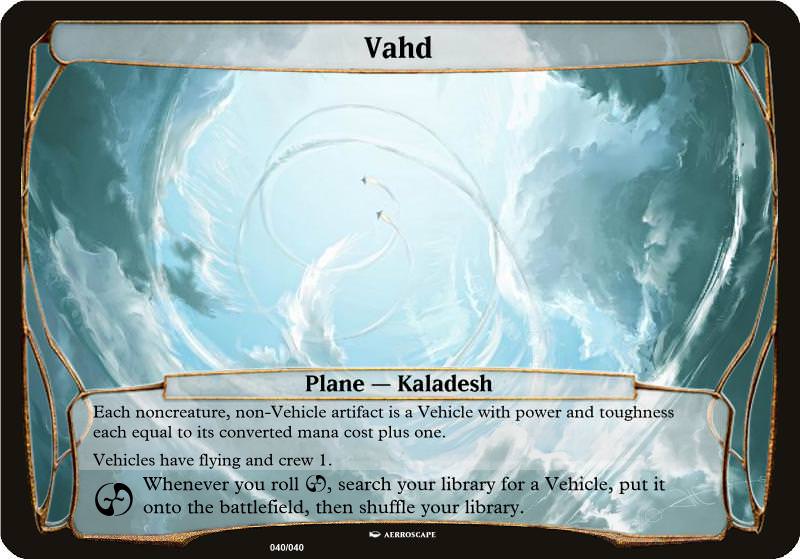 Vahd
Plane — Kaladesh
Each noncreature, non-Vehicle artifact is a Vehicle with power and toughness
each equal to its converted mana cost plus one.
Vehicles have flying and crew 1.
Whenever you roll , search your library for a Vehicle, put it
onto the battlefield, then shuffle your library.
AERROSCAPE
040/040